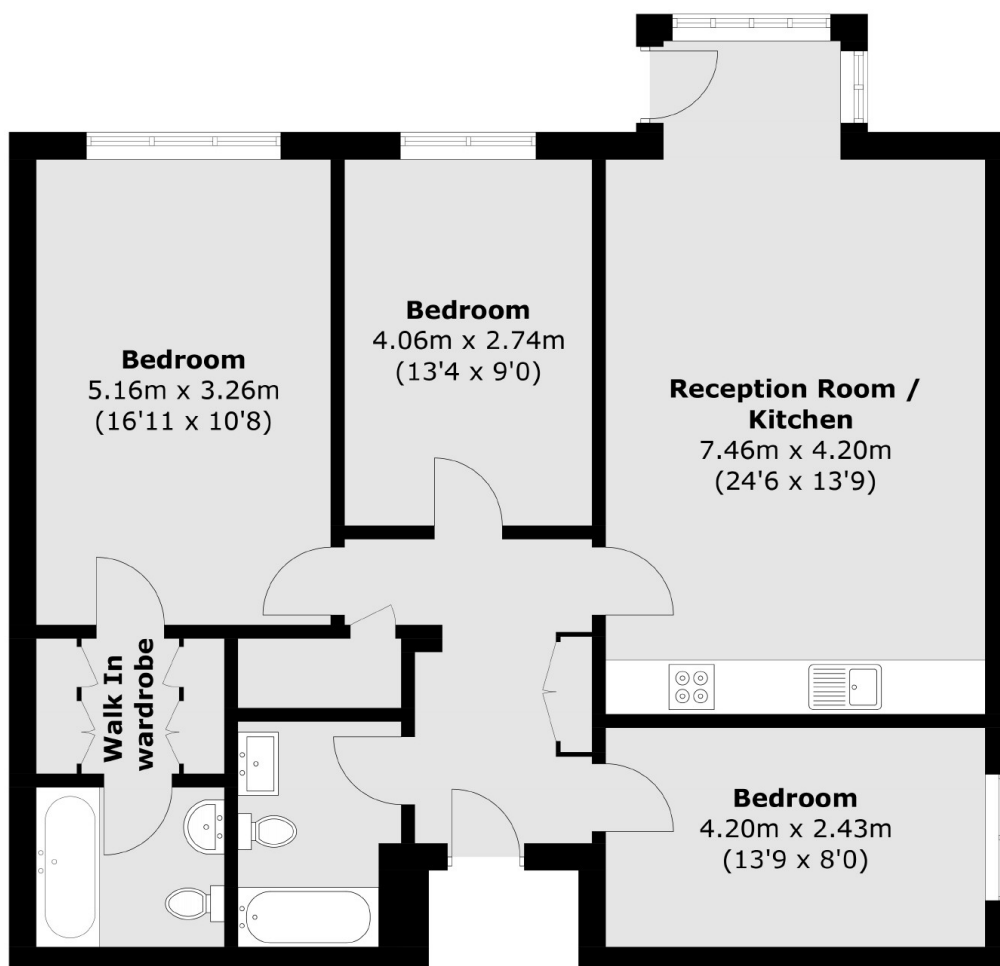 Bedroom
4.06m x 2.74m
(13'4 x 9'0)
Bedroom
5.16m x 3.26m
(16'11 x 10'8)
Reception Room /
Kitchen
7.46m x 4.20m
(24'6 x 13'9)
Walk In
wardrobe
Bedroom
4.20m x 2.43m
(13'9 x 8'0)